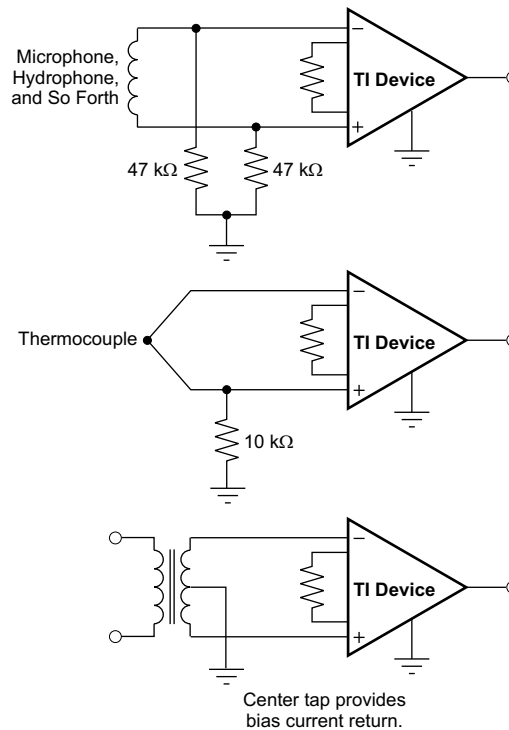 Microphone,
Hydrophone,
and So Forth
−
TI Device
+
47 kΩ
47 kΩ
Thermocouple
−
TI Device
+
10 kΩ
−
TI Device
+
Center tap provides
bias current return.